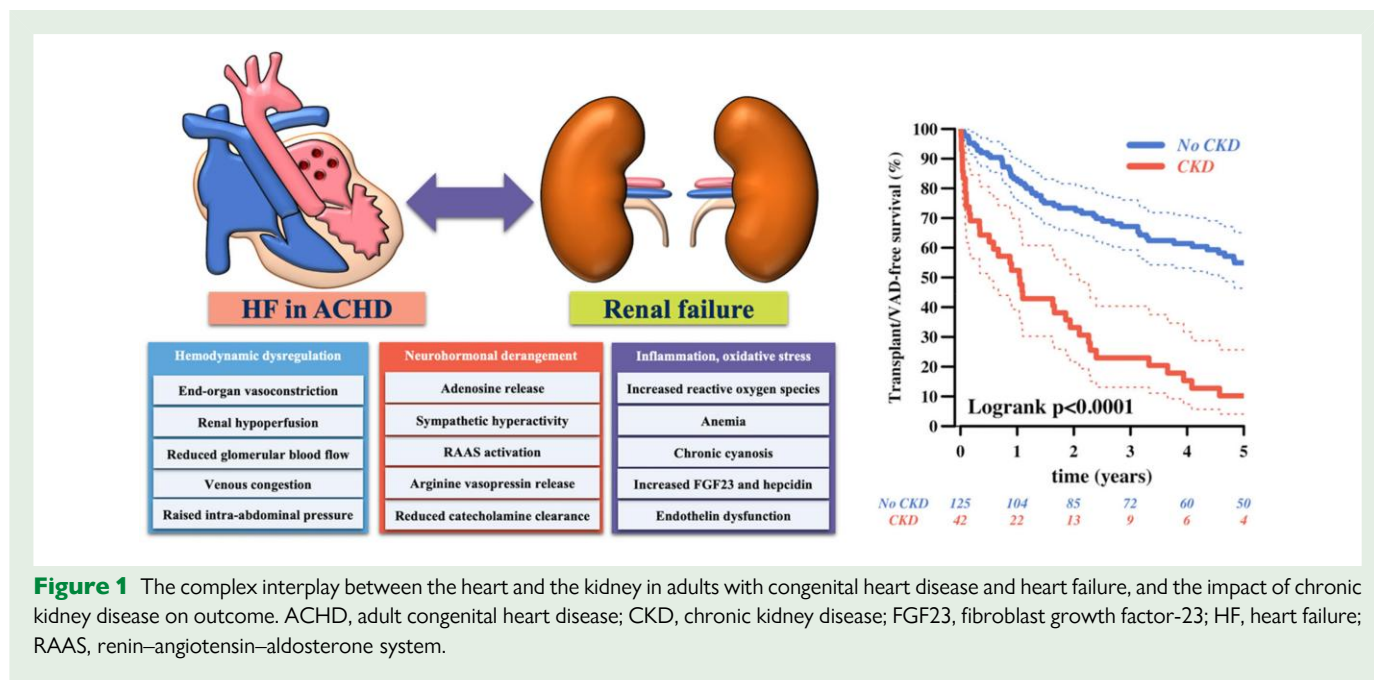 HF in ACHD
Renal failure
Hemodynamic dysregulation
End-organ vasoconstriction
Renal hypoperfusion
Reduced glomerular blood flow
Venous congestion
Raised intra-abdominal pressure
Neurohormonal derangement
Adenosine release
Sympathetic hyperactivity
RAAS activation
Arginine vasopressin release
Reduced catecholamine clearance
Inflammation, oxidative stress
Increased reactive oxygen species
Anemia
Chronic cyanosis
Increased FGF23 and hepcidin
Endothelin dysfunction
Transplant/VAD-free survival (%)
100
90
80
70
60
50
40
30
20
10
0
No CKD
CKD
Logrank p<0.0001
0 1 2 3 4 5
time (years)
No CKD 125 104 85 72 60 50
CKD 42 22 13 9 6 4
Figure 1 The complex interplay between the heart and the kidney in adults with congenital heart disease and heart failure, and the impact of chronic
kidney disease on outcome. ACHD, adult congenital heart disease; CKD, chronic kidney disease; FGF23, fibroblast growth factor-23; HF, heart failure;
RAAS, renin–angiotensin–aldosterone system.